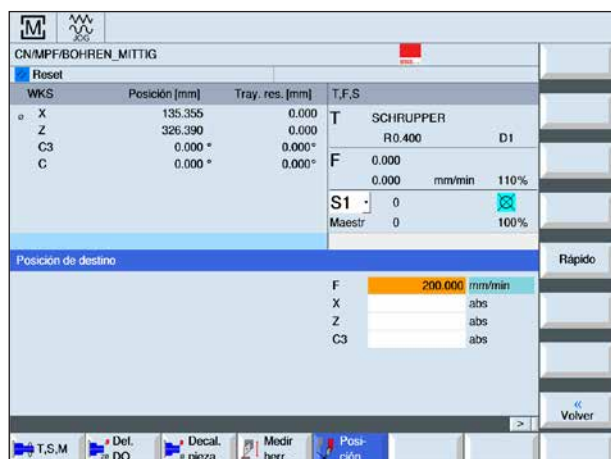 M
JOG
CN/MPF/BOHREN_MITTIG
Reset
WKS Posición [mm] Tray. res. [mm] T,F,S
X 135.355 0.000
Z 326.390 0.000
C3 0.000 ° 0.000°
C 0.000 ° 0.000°
T SCHRUPPER
R0.400 D1
F 0.000
0.000 mm/min 110%
S1 0
Maestr 0 100%
Posición de destino
F 200.000 mm/min
X abs
Z abs
C3 abs
Rápido
«
Volver
>
T,S,M
Det. DO
Decal. pieza
Medir herr.
Posi-
ción